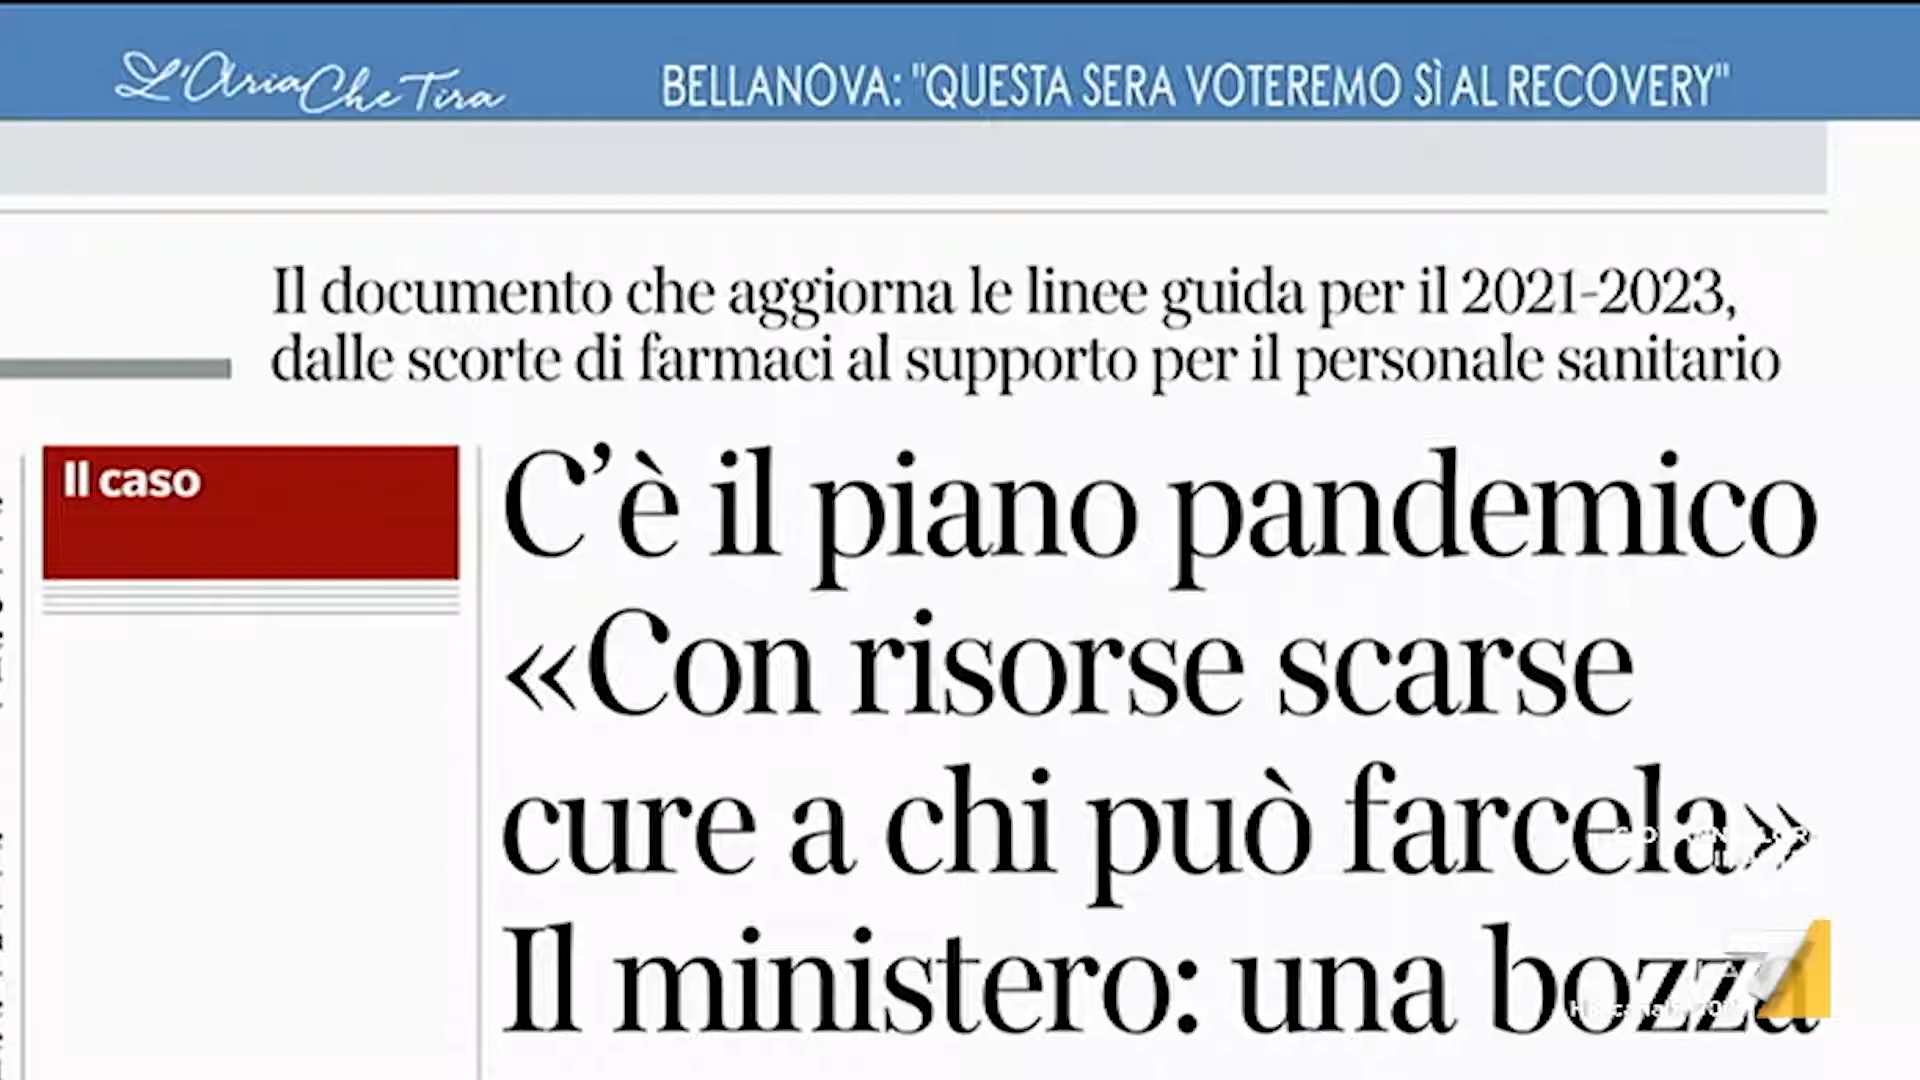 L'Aria Che Tira
BELLANOVA: "QUESTA SERA VOTEREMO SÌ AL RECOVERY"
Il documento che aggiorna le linee guida per il 2021-2023,
dalle scorte di farmaci al supporto per il personale sanitario
Il caso
C'è il piano pandemico
«Con risorse scarse
cure a chi può farcela»
Il ministero: una bozza